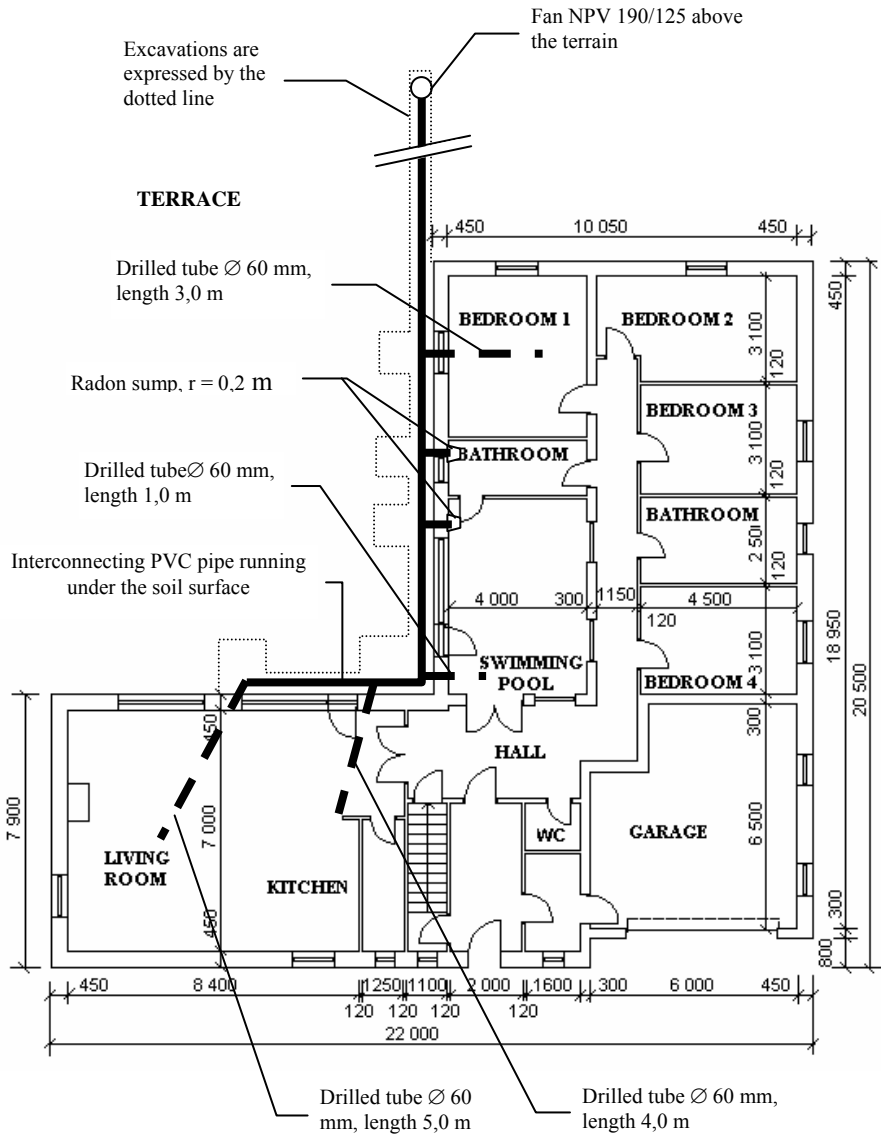 Fan NPV 190/125 above
the terrain
Excavations are
expressed by the
dotted line
TERRACE
450
10 050
450
Drilled tube ∅ 60 mm,
length 3,0 m
450
BEDROOM 1
BEDROOM 2
3 100
120
Radon sump, r = 0,2 m
BEDROOM 3
3 100
BATHROOM
120
Drilled tube∅ 60 mm,
length 1,0 m
BATHROOM
2 50
120
Interconnecting PVC pipe running
under the soil surface
4 000
300
1150
4 500
120
18 950
20 500
3 100
SWIMMING
POOL
BEDROOM 4
300
450
HALL
7 900
7 000
WC
GARAGE
6 500
LIVING
ROOM
KITCHEN
450
300
800
450
8 400
1250
1100
2 000
1600
300
6 000
450
120
120
120
120
22 000
Drilled tube ∅ 60
mm, length 5,0 m
Drilled tube ∅ 60 mm,
length 4,0 m